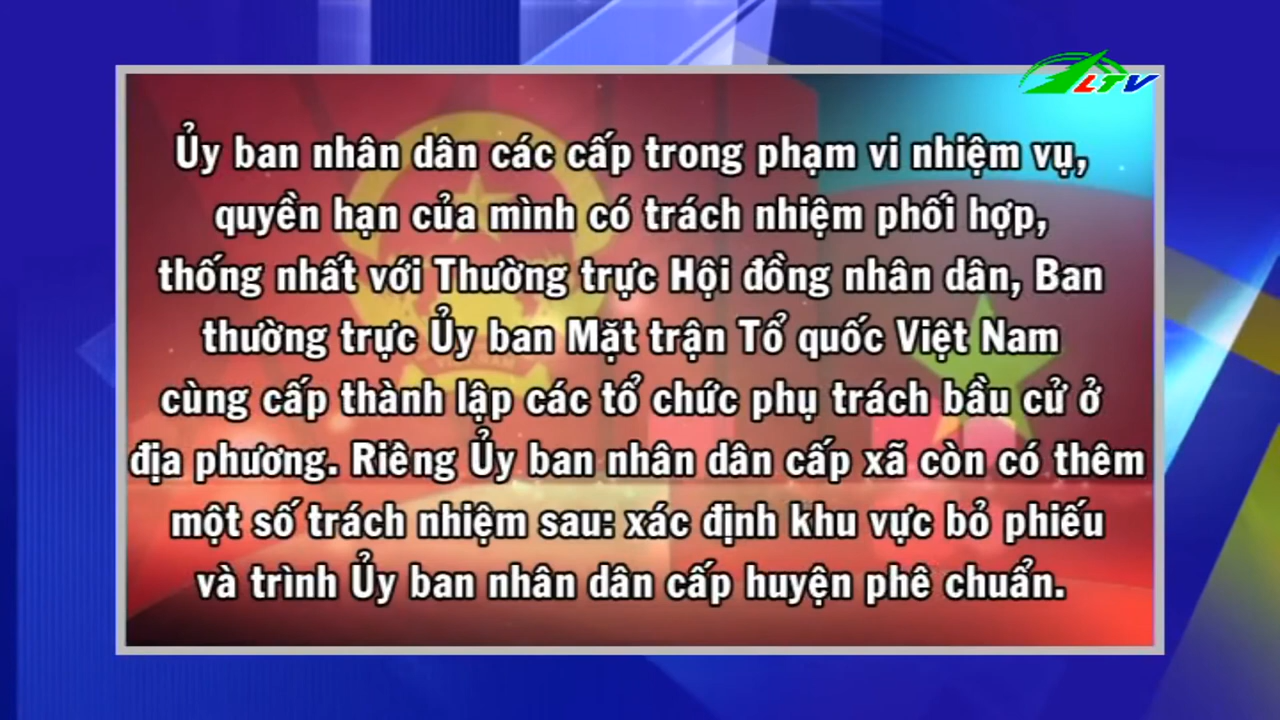 LTV
Ủy ban nhân dân các cấp trong phạm vi nhiệm vụ,
quyền hạn của mình có trách nhiệm phối hợp,
thống nhất với Thường trực Hội đồng nhân dân, Ban
thường trực Ủy ban Mặt trận Tổ quốc Việt Nam
cùng cấp thành lập các tổ chức phụ trách bầu cử ở
địa phương. Riêng Ủy ban nhân dân cấp xã còn có thêm
một số trách nhiệm sau: xác định khu vực bỏ phiếu
và trình Ủy ban nhân dân cấp huyện phê chuẩn.